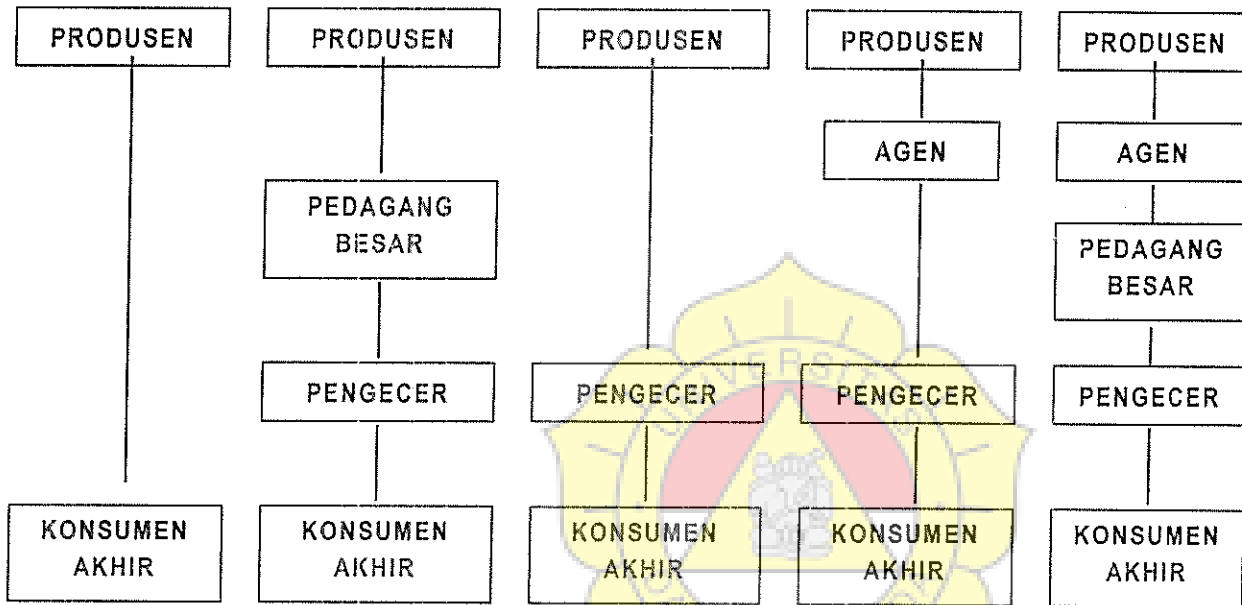 PRODUSEN PRODUSEN PRODUSEN PRODUSEN PRODUSEN
AGEN AGEN
PEDAGANG
BESAR
PEDAGANG
BESAR
PENGECER PENGECER PENGECER PENGECER
KONSUMEN
AKHIR
KONSUMEN
AKHIR
KONSUMEN
AKHIR
KONSUMEN
AKHIR
KONSUMEN
AKHIR
UNIVERSITAS